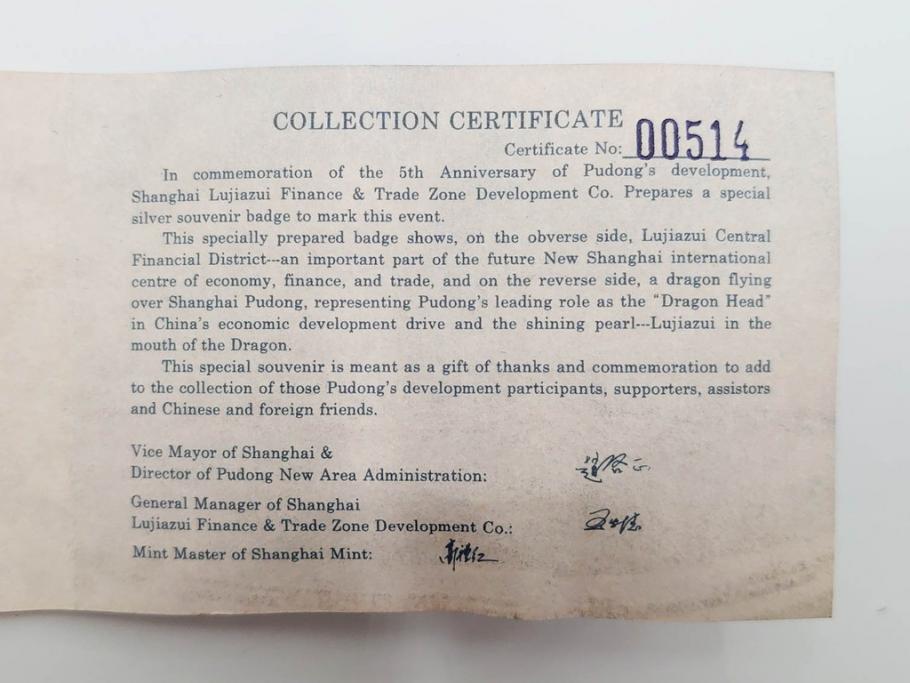 COLLECTION CERTIFICATE
Certificate No: 00514
In commemoration of the 5th Anniversary of Pudong's development,
Shanghai Lujiazui Finance & Trade Zone Development Co. Prepares a special
silver souvenir badge to mark this event.
This specially prepared badge shows, on the obverse side, Lujiazui Central
Financial District---an important part of the future New Shanghai international
centre of economy, finance, and trade, and on the reverse side, a dragon flying
over Shanghai Pudong, representing Pudong's leading role as the "Dragon Head"
in China's economic development drive and the shining pearl---Lujiazui in the
mouth of the Dragon.
This special souvenir is meant as a gift of thanks and commemoration to add
to the collection of those Pudong's development participants, supporters, assistors
and Chinese and foreign friends.
Vice Mayor of Shanghai &
Director of Pudong New Area Administration:
General Manager of Shanghai
Lujiazui Finance & Trade Zone Development Co.:
Mint Master of Shanghai Mint: